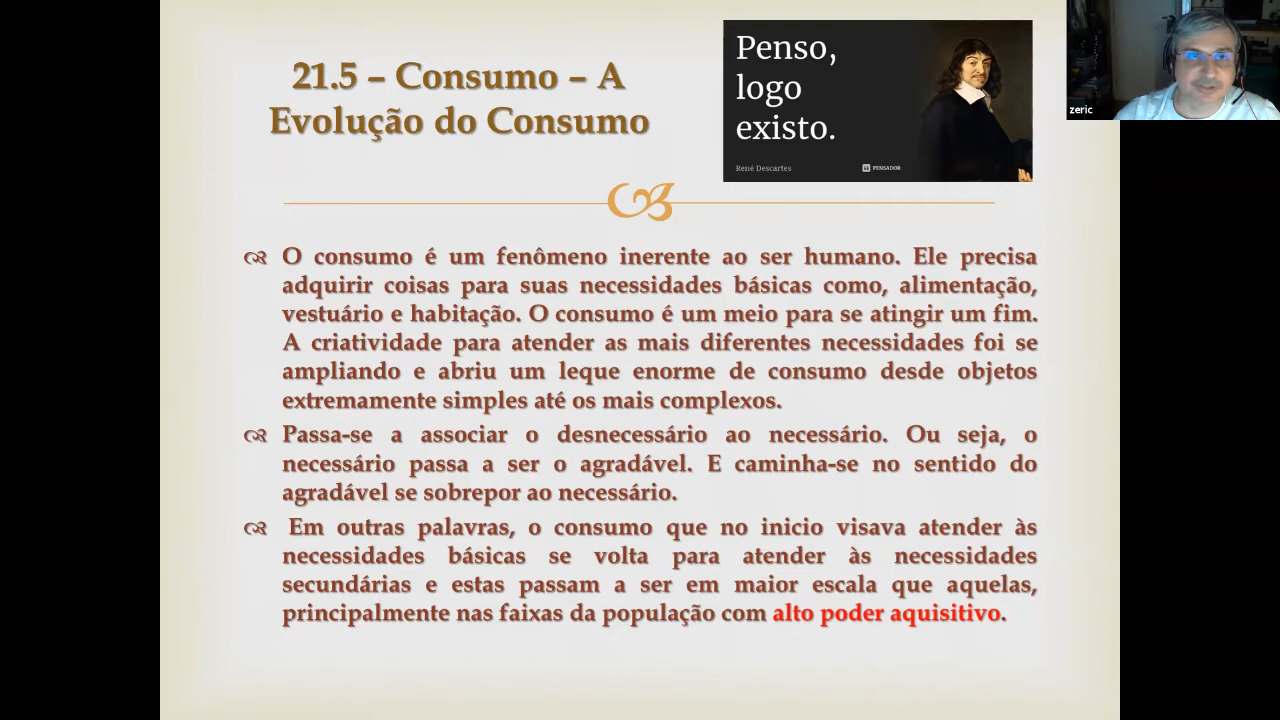 21.5 – Consumo – A
Evolução do Consumo
Penso,
logo
existo.
René Descartes
PENSADOR
zeric
O consumo é um fenômeno inerente ao ser humano. Ele precisa
adquirir coisas para suas necessidades básicas como, alimentação,
vestuário e habitação. O consumo é um meio para se atingir um fim.
A criatividade para atender as mais diferentes necessidades foi se
ampliando e abriu um leque enorme de consumo desde objetos
extremamente simples até os mais complexos.
Passa-se a associar o desnecessário ao necessário. Ou seja, o
necessário passa a ser o agradável. E caminha-se no sentido do
agradável se sobrepor ao necessário.
Em outras palavras, o consumo que no inicio visava atender às
necessidades básicas se volta para atender às necessidades
secundárias e estas passam a ser em maior escala que aquelas,
principalmente nas faixas da população com alto poder aquisitivo.